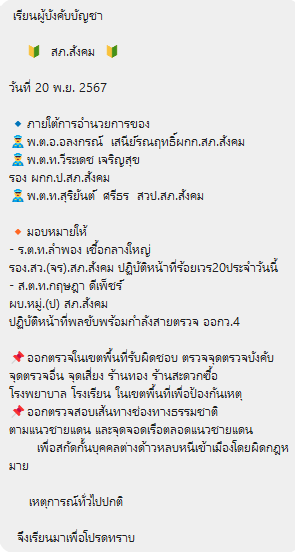 เรียนผู้บังคับบัญชา
🔰 สภ.สังคม 🔰
วันที่ 20 พ.ย. 2567
🔹ภายใต้การอำนวยการของ
👮พ.ต.อ.อลงกรณ์ เสนีย์รณฤทธิ์ผกก.สภ.สังคม
👮พ.ต.ท.วีระเดช เจริญสุข
รอง ผกก.ป.สภ.สังคม
👮พ.ต.ท.สุริยันต์ ศรีธร สวป.สภ.สังคม
🔸มอบหมายให้
- ร.ต.ท.ลำพอง เชื้อกลางใหญ่
รอง.สว.(จร).สภ.สังคม ปฏิบัติหน้าที่ร้อยเวร20ประจำวันนี้
- ส.ต.ท.กฤษฎา ดีเพ็ชร์
ผบ.หมู่.(ป) สภ.สังคม
ปฏิบัติหน้าที่พลขับพร้อมกำลังสายตรวจ ออกว.4
📌ออกตรวจในเขตพื้นที่รับผิดชอบ ตรวจจุดตรวจบังคับ
จุดตรวจอื่น จุดเสี่ยง ร้านทอง ร้านสะดวกซื้อ
โรงพยาบาล โรงเรียน ในเขตพื้นที่เพื่อป้องกันเหตุ
📌ออกตรวจสอบเส้นทางช่องทางธรรมชาติ
ตามแนวชายแดน และจุดจอดเรือตลอดแนวชายแดน
เพื่อสกัดกั้นบุคคลต่างด้าวหลบหนีเข้าเมืองโดยผิดกฎห
มาย
เหตุการณ์ทั่วไปปกติ
จึงเรียนมาเพื่อโปรดทราบ